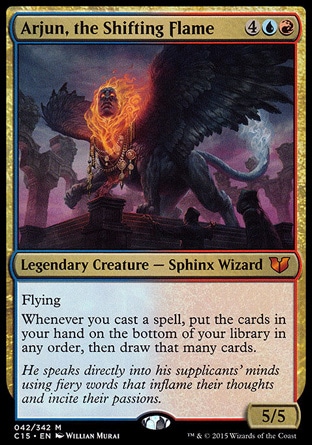 Arjun, the Shifting Flame 4
Legendary Creature — Sphinx Wizard
Flying
Whenever you cast a spell, put the cards in
your hand on the bottom of your library in
any order, then draw that many cards.
He speaks directly into his supplicants' minds
using fiery words that inflame their thoughts
and incite their passions.
5/5
042/342 M
C15 • EN Willian Murai
™ & © 2015 Wizards of the Coast